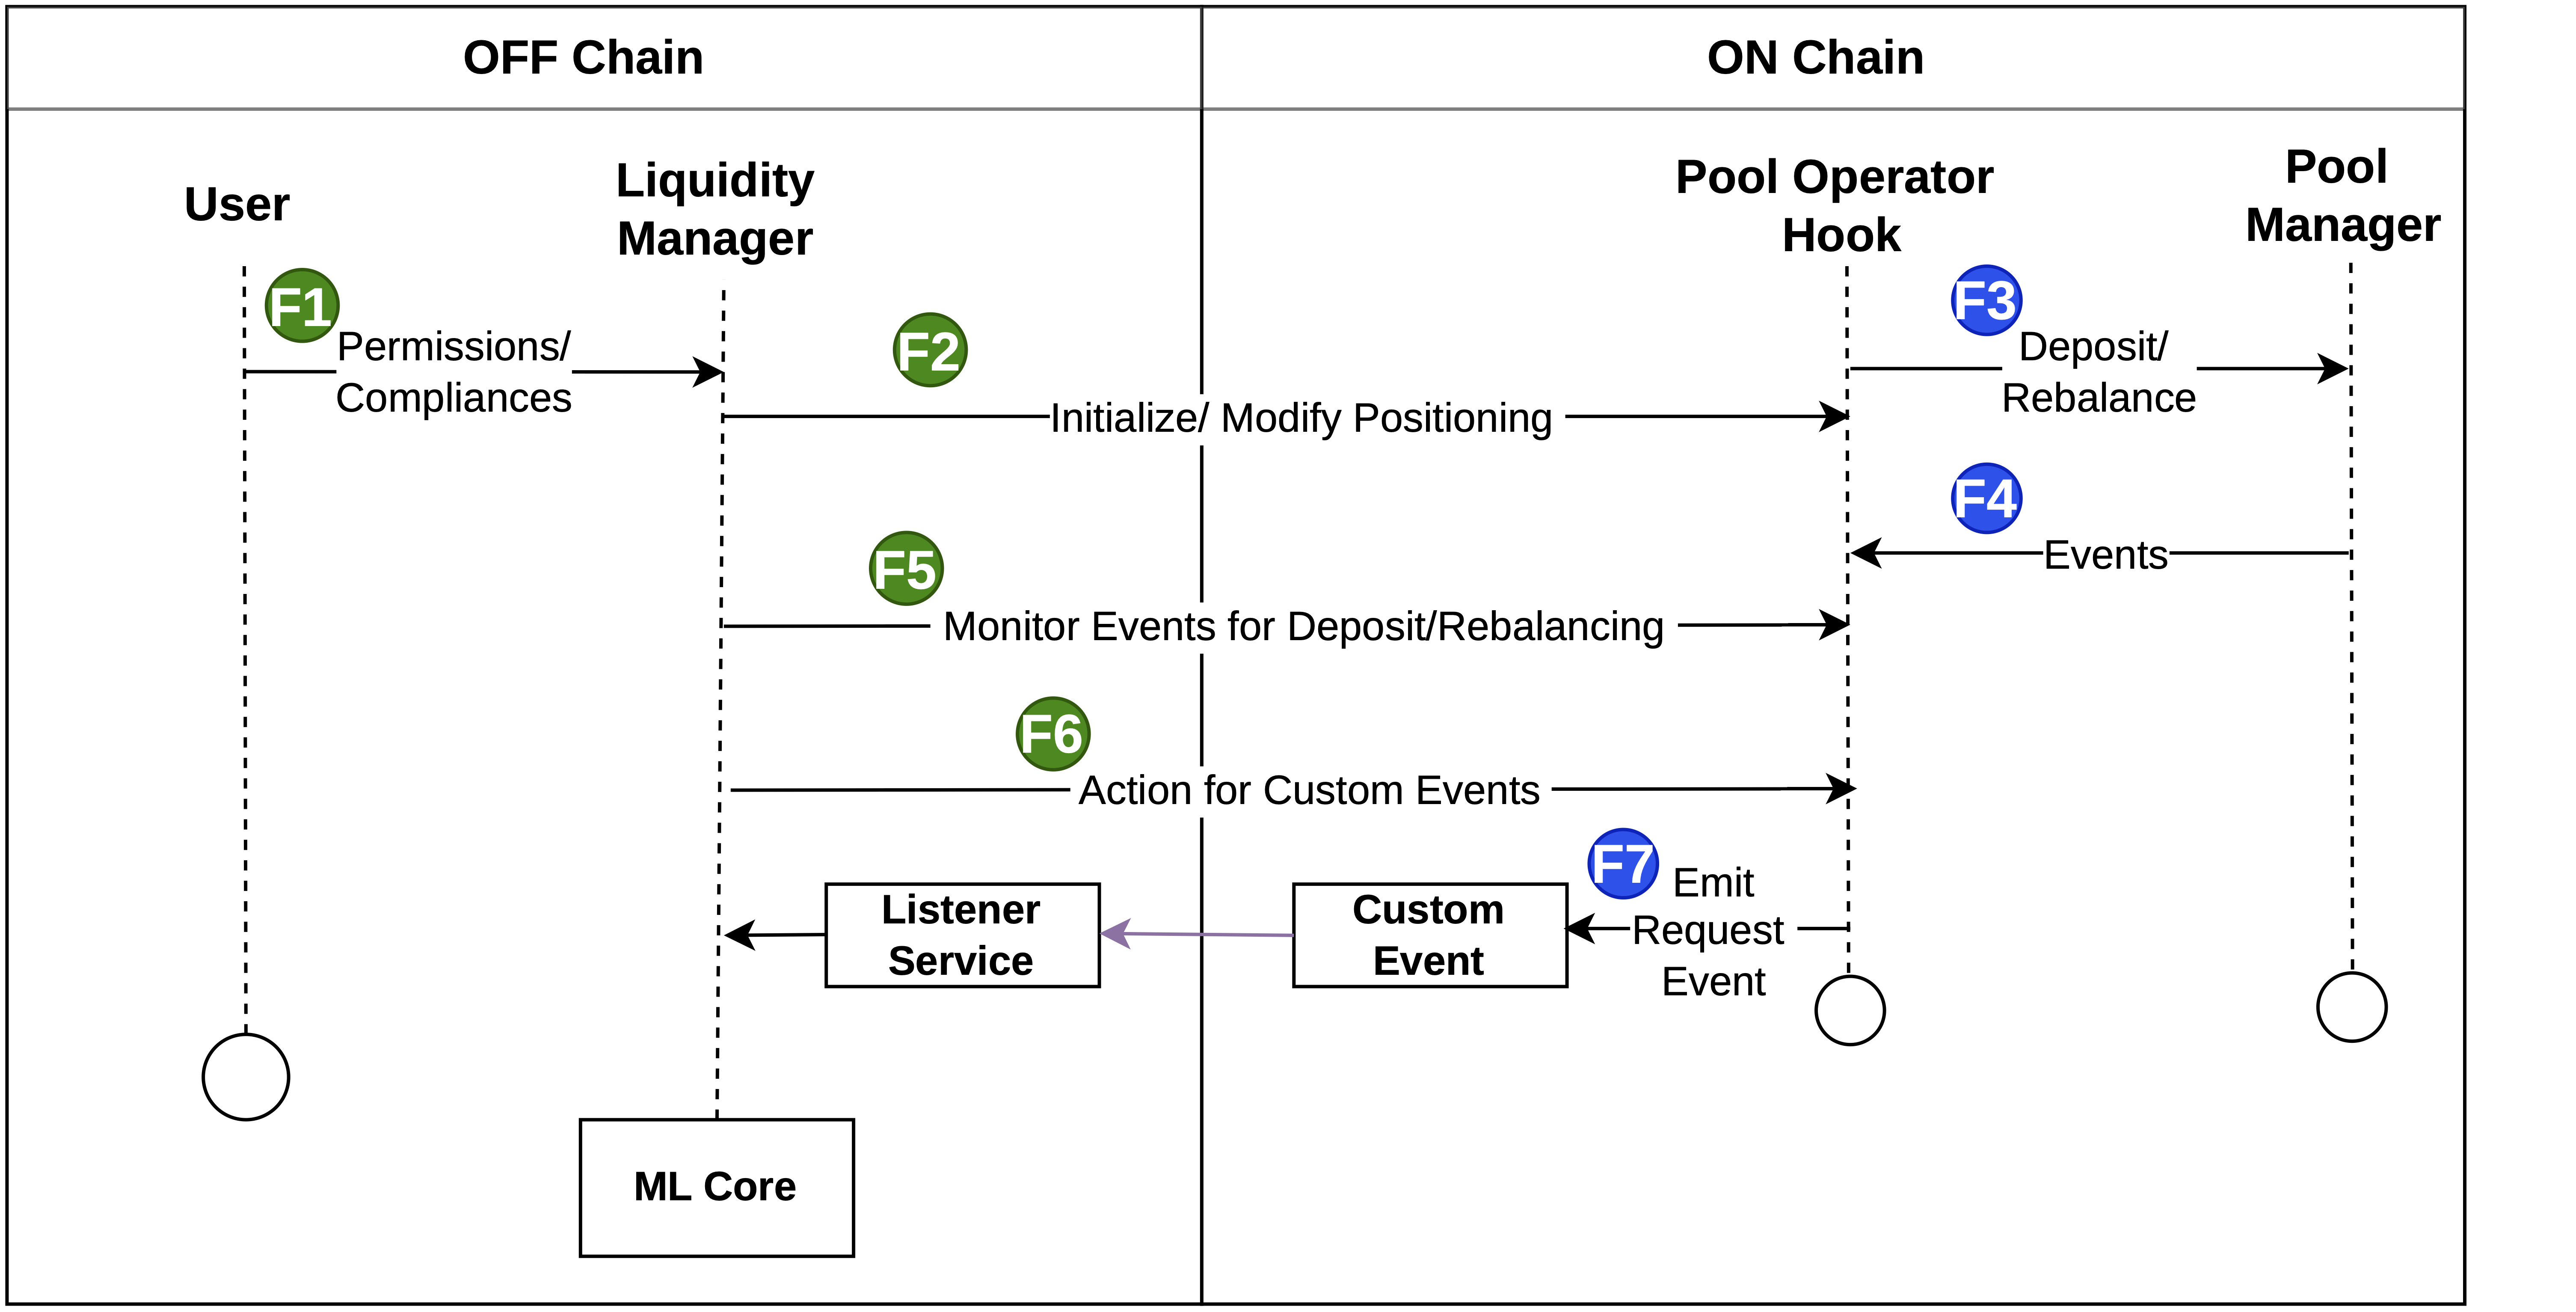 OFF Chain
ON Chain
User
Liquidity
Manager
Pool Operator
Hook
Pool
Manager
F1
Permissions/
Compliances
F2
Initialize/ Modify Positioning
F3
Deposit/
Rebalance
F4
Events
F5
Monitor Events for Deposit/Rebalancing
F6
Action for Custom Events
F7
Emit
Request
Event
Custom
Event
Listener
Service
ML Core